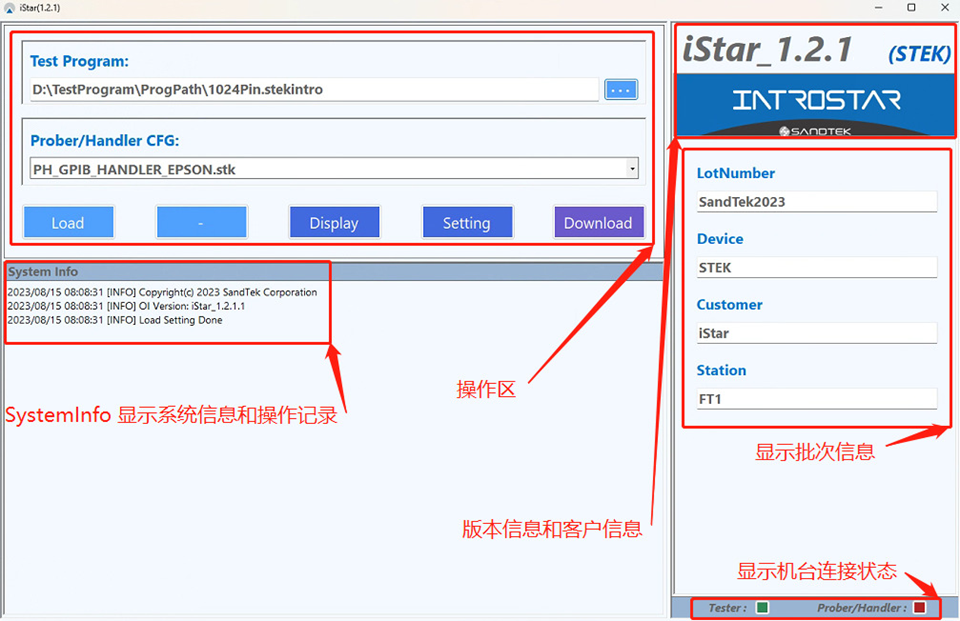 iStar(1.2.1)
Test Program:
D:\TestProgram\ProgPath\1024Pin.stekintro
...
Prober/Handler CFG:
PH_GPIB_HANDLER_EPSON.stk
Load
-
Display
Setting
Download
iStar_1.2.1 (STEK)
INTROSTAR
SANDTEK
LotNumber
SandTek2023
Device
STEK
Customer
iStar
Station
FT1
System Info
2023/08/15 08:08:31 [INFO] Copyright(c) 2023 SandTek Corporation
2023/08/15 08:08:31 [INFO] OI Version: iStar_1.2.1.1
2023/08/15 08:08:31 [INFO] Load Setting Done
操作区
SystemInfo 显示系统信息和操作记录
显示批次信息
版本信息和客户信息
显示机台连接状态
Tester :
Prober/Handler :